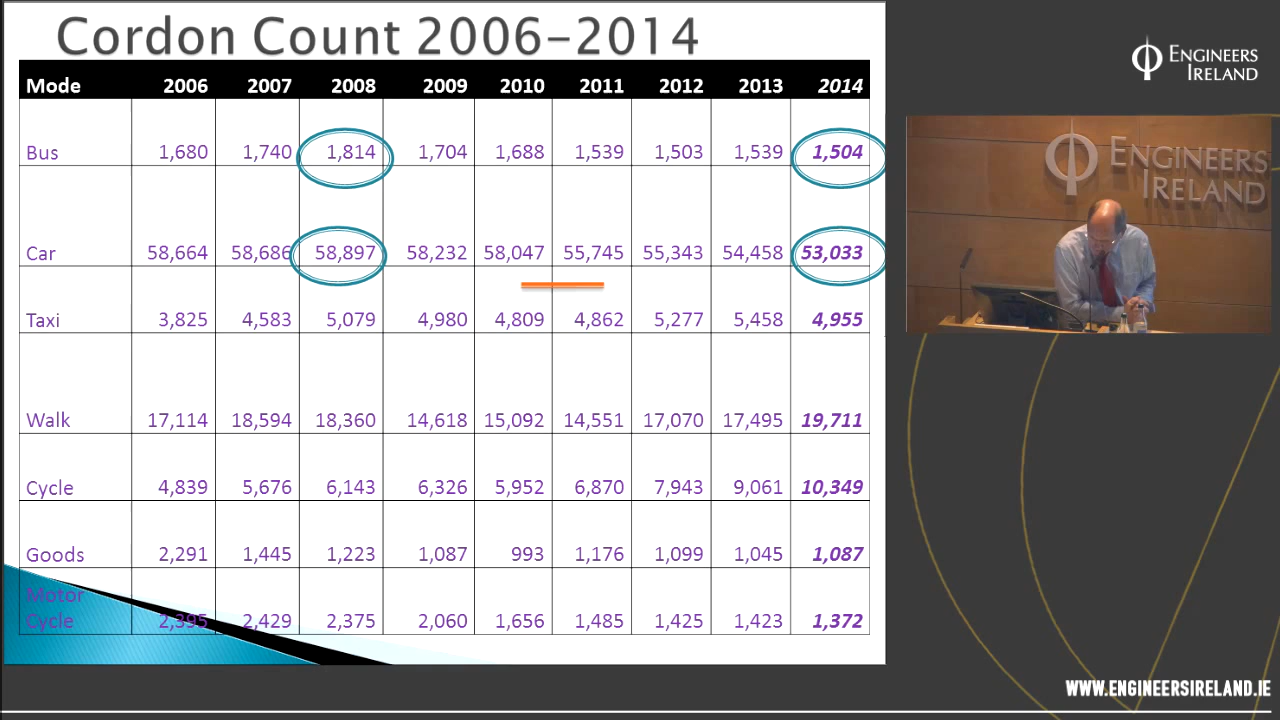 Cordon Count 2006-2014
Mode 2006 2007 2008 2009 2010 2011 2012 2013 2014
Bus 1,680 1,740 1,814 1,704 1,688 1,539 1,503 1,539 1,504
Car 58,664 58,686 58,897 58,232 58,047 55,745 55,343 54,458 53,033
Taxi 3,825 4,583 5,079 4,980 4,809 4,862 5,277 5,458 4,955
Walk 17,114 18,594 18,360 14,618 15,092 14,551 17,070 17,495 19,711
Cycle 4,839 5,676 6,143 6,326 5,952 6,870 7,943 9,061 10,349
Goods 2,291 1,445 1,223 1,087 993 1,176 1,099 1,045 1,087
Motor
Cycle 2,395 2,429 2,375 2,060 1,656 1,485 1,425 1,423 1,372
ENGINEERS
IRELAND
ENGINEERS
IRELAND
WWW.ENGINEERSIRELAND.IE